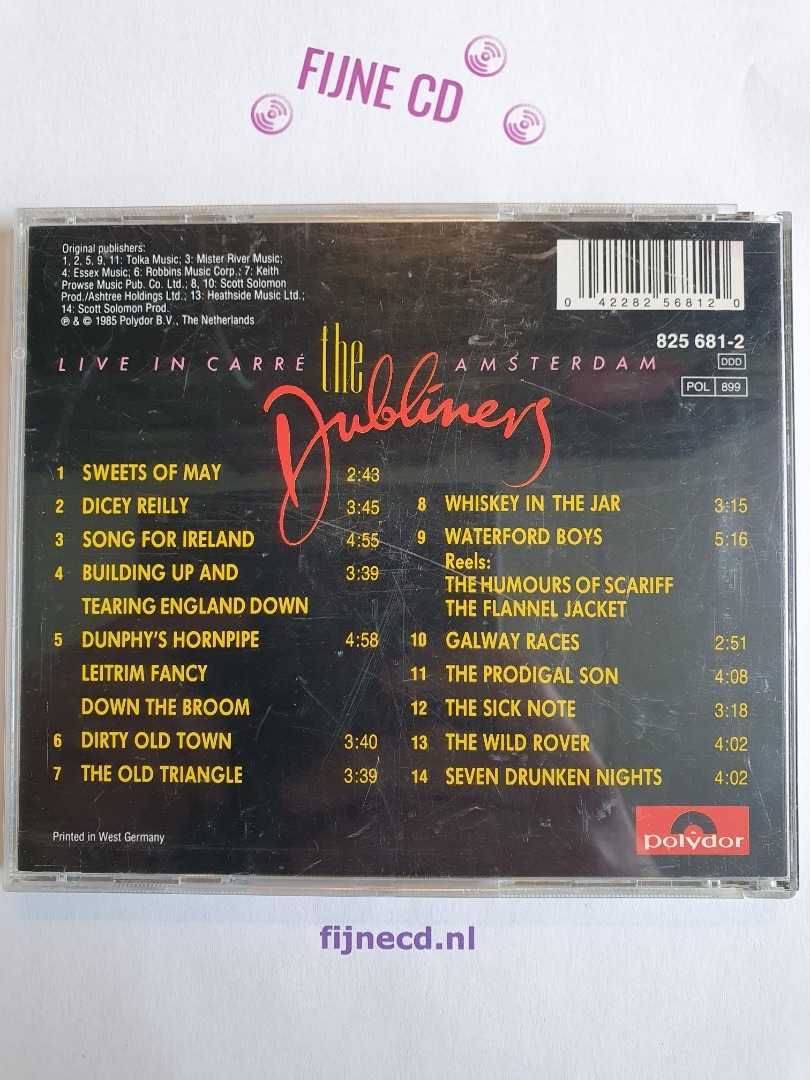 FIJNE CD
Original publishers:
1, 2, 5, 9, 11: Tolka Music; 3: Mister River Music;
4: Essex Music; 6: Robbins Music Corp.; 7: Keith
Prowse Music Pub. Co. Ltd.; 8, 10: Scott Solomon
Prod./Ashtree Holdings Ltd.; 13: Heathside Music Ltd.;
14: Scott Solomon Prod.
℗ & © 1985 Polydor B.V., The Netherlands
0 42282 56812 0
825 681-2
DDD
POL 899
LIVE IN CARRÉ the AMSTERDAM
Dubliners
1 SWEETS OF MAY 2:43
2 DICEY REILLY 3:45
3 SONG FOR IRELAND 4:55
4 BUILDING UP AND 3:39
TEARING ENGLAND DOWN
5 DUNPHY'S HORNPIPE 4:58
LEITRIM FANCY
DOWN THE BROOM
6 DIRTY OLD TOWN 3:40
7 THE OLD TRIANGLE 3:39
8 WHISKEY IN THE JAR 3:15
9 WATERFORD BOYS 5:16
Reels:
THE HUMOURS OF SCARIFF
THE FLANNEL JACKET
10 GALWAY RACES 2:51
11 THE PRODIGAL SON 4:08
12 THE SICK NOTE 3:18
13 THE WILD ROVER 4:02
14 SEVEN DRUNKEN NIGHTS 4:02
Printed in West Germany
polydor
fijnecd.nl